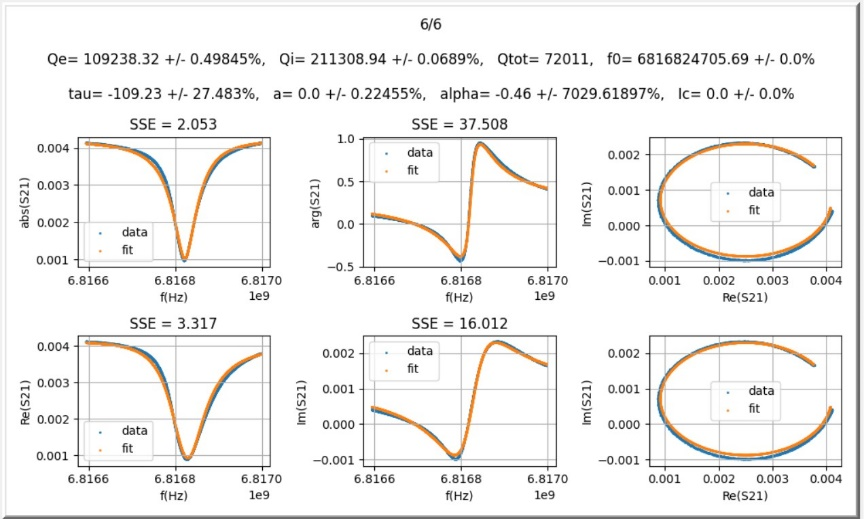 6/6
Qe= 109238.32 +/- 0.49845%, Qi= 211308.94 +/- 0.0689%, Qtot= 72011, f0= 6816824705.69 +/- 0.0%
tau= -109.23 +/- 27.483%, a= 0.0 +/- 0.22455%, alpha= -0.46 +/- 7029.61897%, Ic= 0.0 +/- 0.0%
SSE = 2.053
abs(S21)
0.004
0.003
0.002
0.001
data
fit
6.8166 6.8168 6.8170
f(Hz)
1e9
SSE = 37.508
arg(S21)
1.0
0.5
0.0
−0.5
data
fit
6.8166 6.8168 6.8170
f(Hz)
1e9
Im(S21)
0.002
0.001
0.000
−0.001
data
fit
0.001 0.002 0.003 0.004
Re(S21)
SSE = 3.317
Re(S21)
0.004
0.003
0.002
0.001
data
fit
6.8166 6.8168 6.8170
f(Hz)
1e9
SSE = 16.012
Im(S21)
0.002
0.001
0.000
−0.001
data
fit
6.8166 6.8168 6.8170
f(Hz)
1e9
Im(S21)
0.002
0.001
0.000
−0.001
data
fit
0.001 0.002 0.003 0.004
Re(S21)